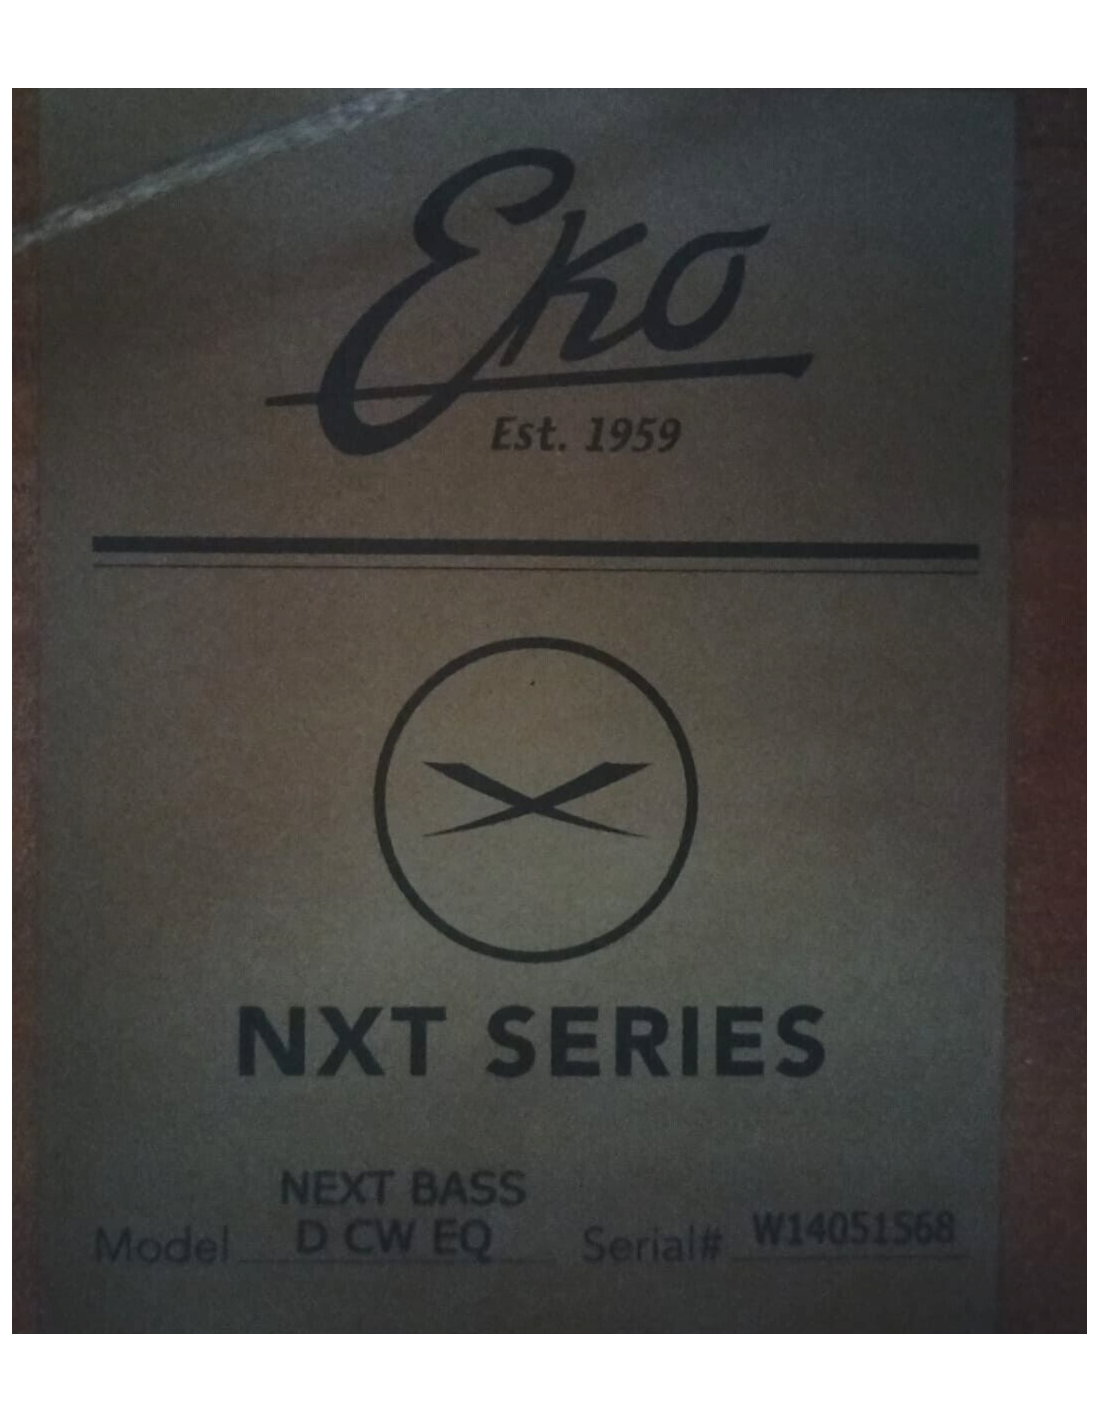 Eko
Est. 1959
NXT SERIES
NEXT BASS
Model D CW EQ Serial# W14051568